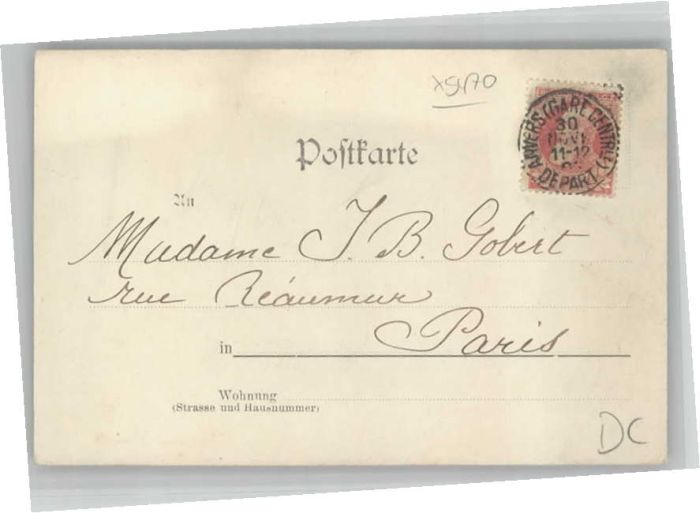 Postkarte
ANVERS (GARE CENTRALE)
30
NOVE
11-12
DEPART
An
Madame J. B. Gobert
rue Réaumur
in Paris
Wohnung
(Strasse und Hausnummer)
DC